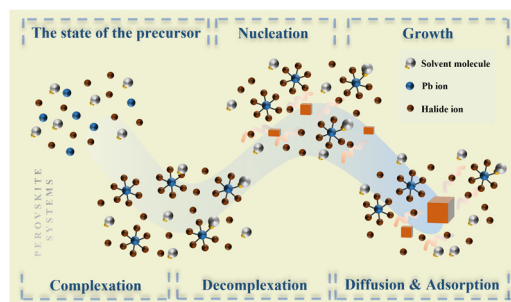 The state of the precursor
Nucleation
Growth
Solvent molecule
Pb ion
Halide ion
PEROVSKITE
SYSTEMS
Complexation
Decomplexation
Diffusion & Adsorption